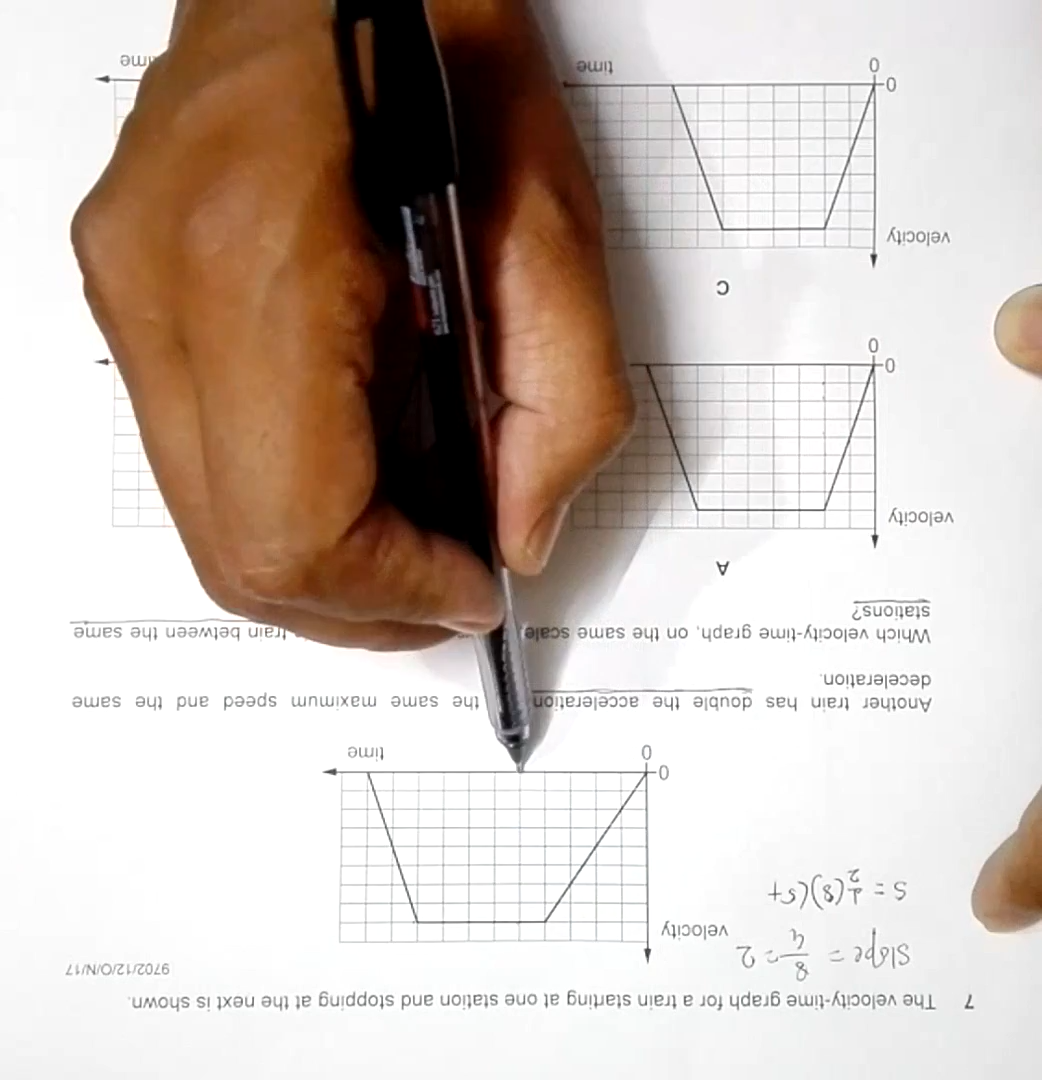 7 The velocity-time graph for a train starting at one station and stopping at the next is shown.
9702/12/O/N/17
slope = 8/4 = 2
s = 1/2 (8)(5+
velocity
0
0
time
Another train has double the acceleration the same maximum speed and the same
deceleration.
Which velocity-time graph, on the same scale, train between the same
stations?
A
velocity
0
0
C
velocity
0
0
time